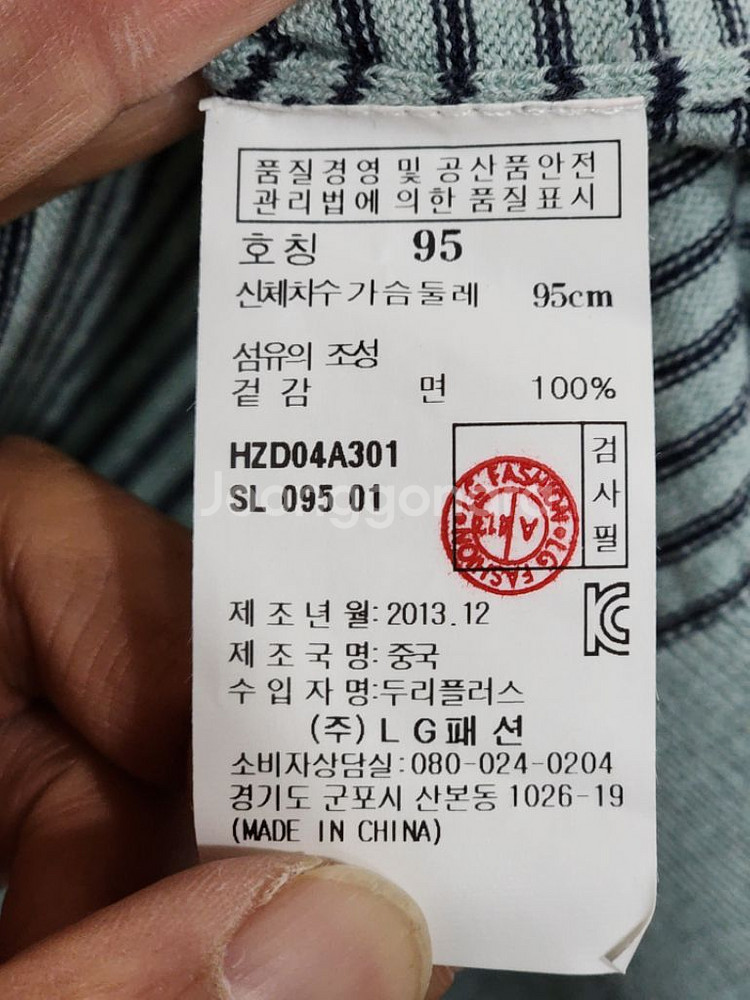 품질경영 및 공산품안전
관리법에 의한 품질표시
호칭 95
신체차수 가슴둘레 95cm
섬유의 조성
겉감 면 100%
HZD04A301
SL 095 01
LG FASHION • LG FASHION
A 413
검사필
제조년월: 2013.12
제조국명: 중국
수입자명:두리플러스
(주)LG패션
소비자상담실:080-024-0204
경기도 군포시 산본동 1026-19
(MADE IN CHINA)